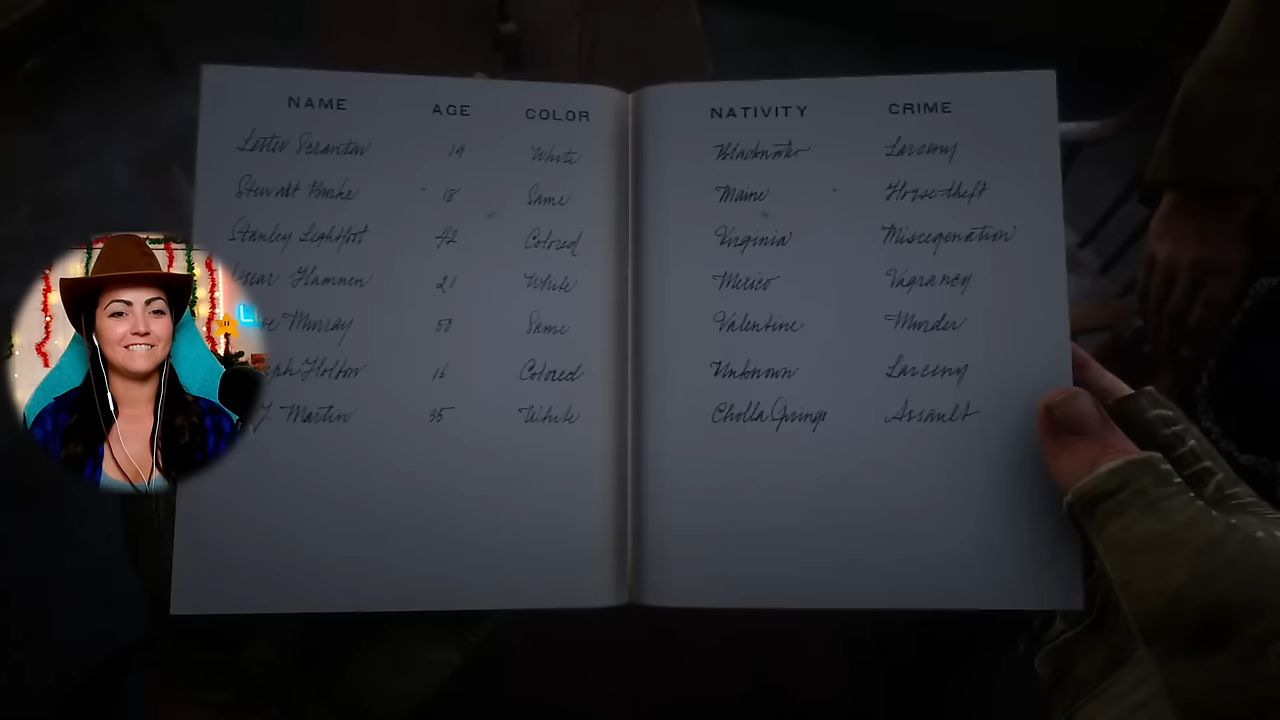 NAME AGE COLOR NATIVITY CRIME
Lester Scranton 19 White Blackwater Larceny
Stewart Burke 18 Same Maine Horse theft
Stanley Lightfoot 42 Colored Virginia Miscegenation
21 White Mexico Vagrancy
Murray 50 Same Valentine Murder
16 Colored Unknown Larceny
Martin 35 White Cholla Springs Assault